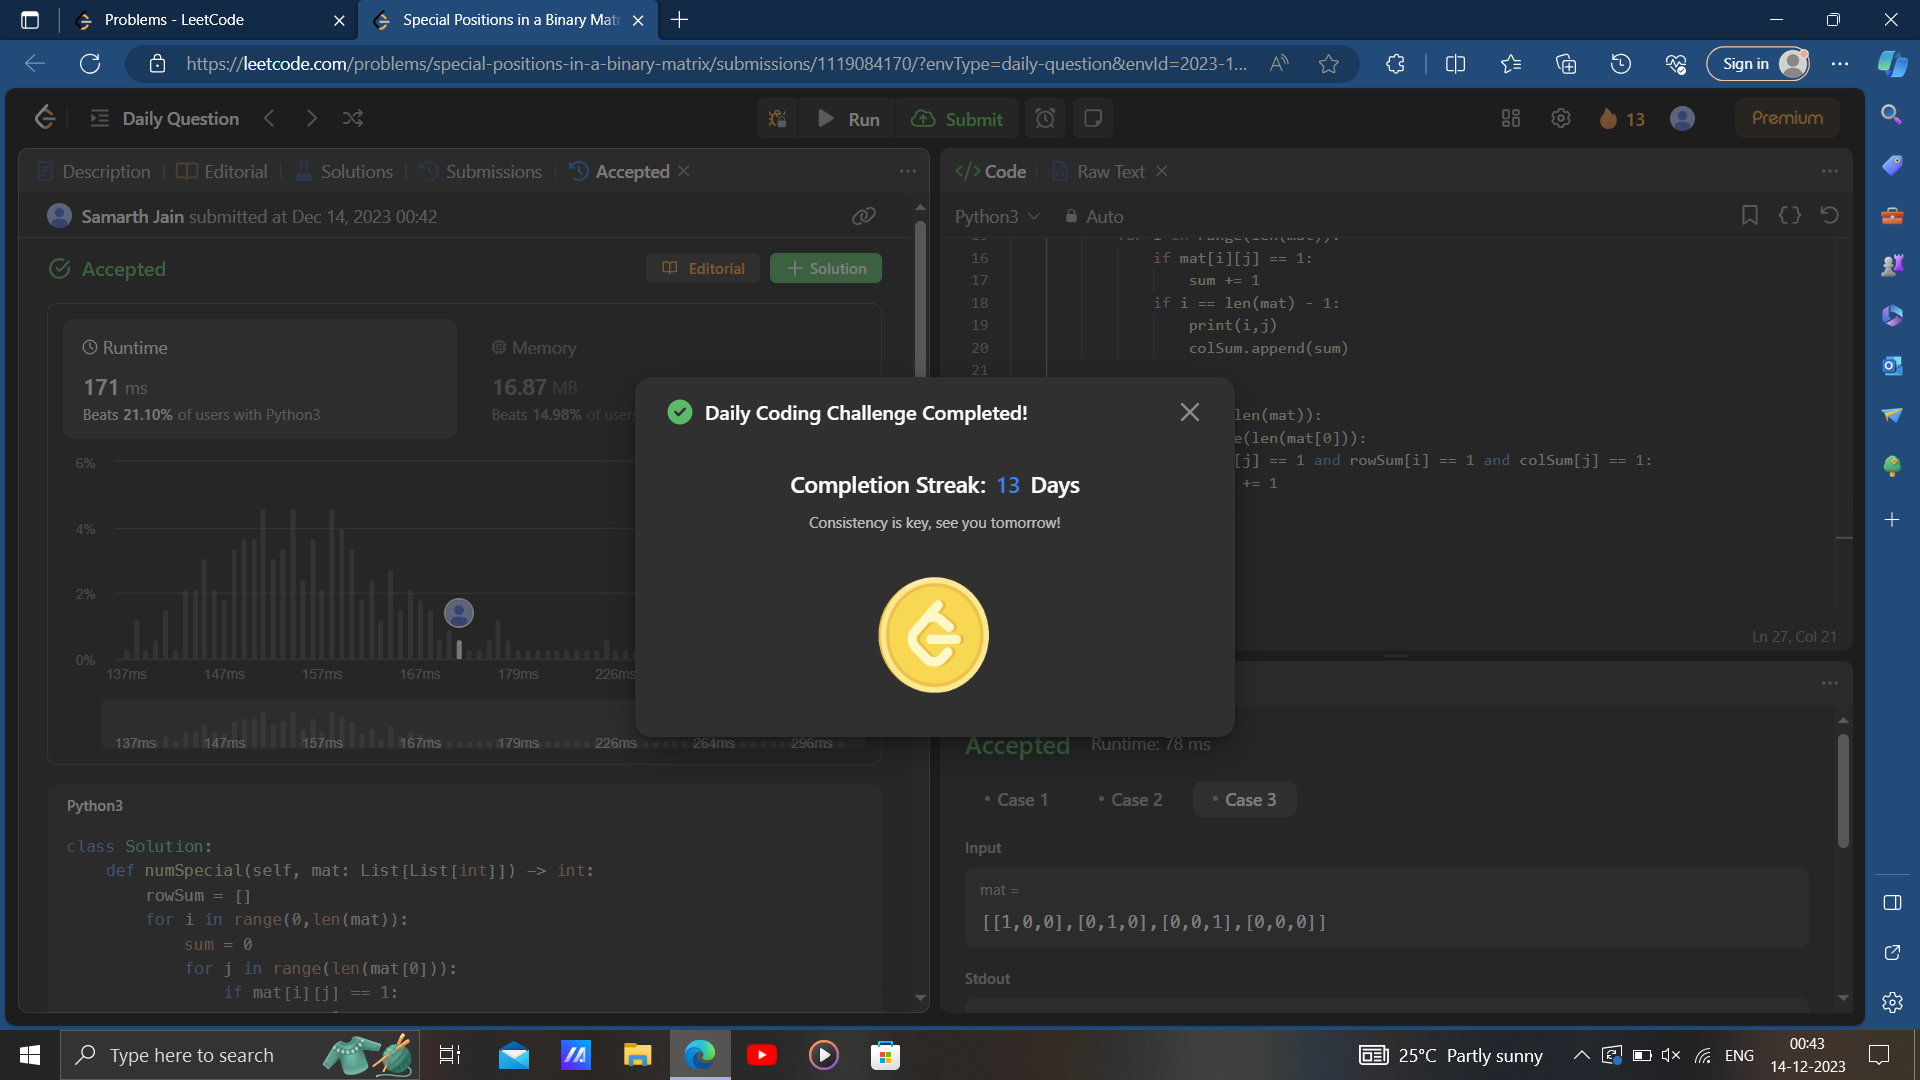 Problems - LeetCode
Special Positions in a Binary Mat
https://leetcode.com/problems/special-positions-in-a-binary-matrix/submissions/1119084170/?envType=daily-question&envId=2023-1...
Sign in
Daily Question
Run
Submit
13
Premium
Description
Editorial
Solutions
Submissions
Accepted
Samarth Jain submitted at Dec 14, 2023 00:42
Accepted
Editorial
+ Solution
Runtime
171 ms
Beats 21.10% of users with Python3
Memory
16.87 MB
Beats 14.98% of users
6%
4%
2%
0%
137ms 147ms 157ms 167ms 179ms 226ms
137ms 147ms 157ms 167ms 179ms 226ms 264ms 296ms
Python3
class Solution:
def numSpecial(self, mat: List[List[int]]) -> int:
rowSum = []
for i in range(0,len(mat)):
sum = 0
for j in range(len(mat[0])):
if mat[i][j] == 1:
</> Code
Raw Text
Python3
Auto
16 if mat[i][j] == 1:
17 sum += 1
18 if i == len(mat) - 1:
19 print(i,j)
20 colSum.append(sum)
21
len(mat)):
e(len(mat[0])):
[j] == 1 and rowSum[i] == 1 and colSum[j] == 1:
+= 1
Ln 27, Col 21
Daily Coding Challenge Completed!
Completion Streak: 13 Days
Consistency is key, see you tomorrow!
Accepted
Runtime: 78 ms
Case 1
Case 2
Case 3
Input
mat =
[[1,0,0],[0,1,0],[0,0,1],[0,0,0]]
Stdout
Type here to search
25°C Partly sunny
ENG
00:43
14-12-2023